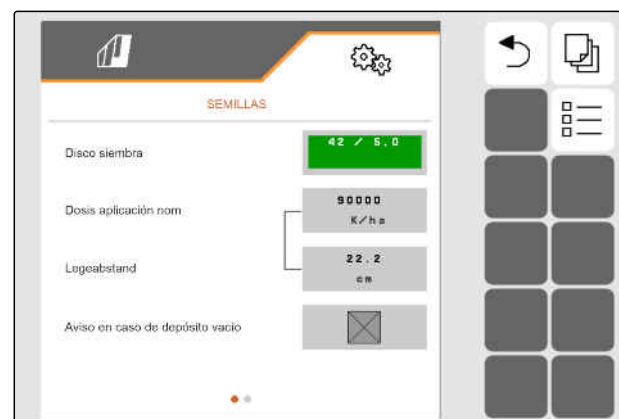 SEMILLAS
Disco siembra
42 / 5.0
Dosis aplicación nom
90000
K/ha
Legeabstand
22.2
cm
Aviso en caso de depósito vacio